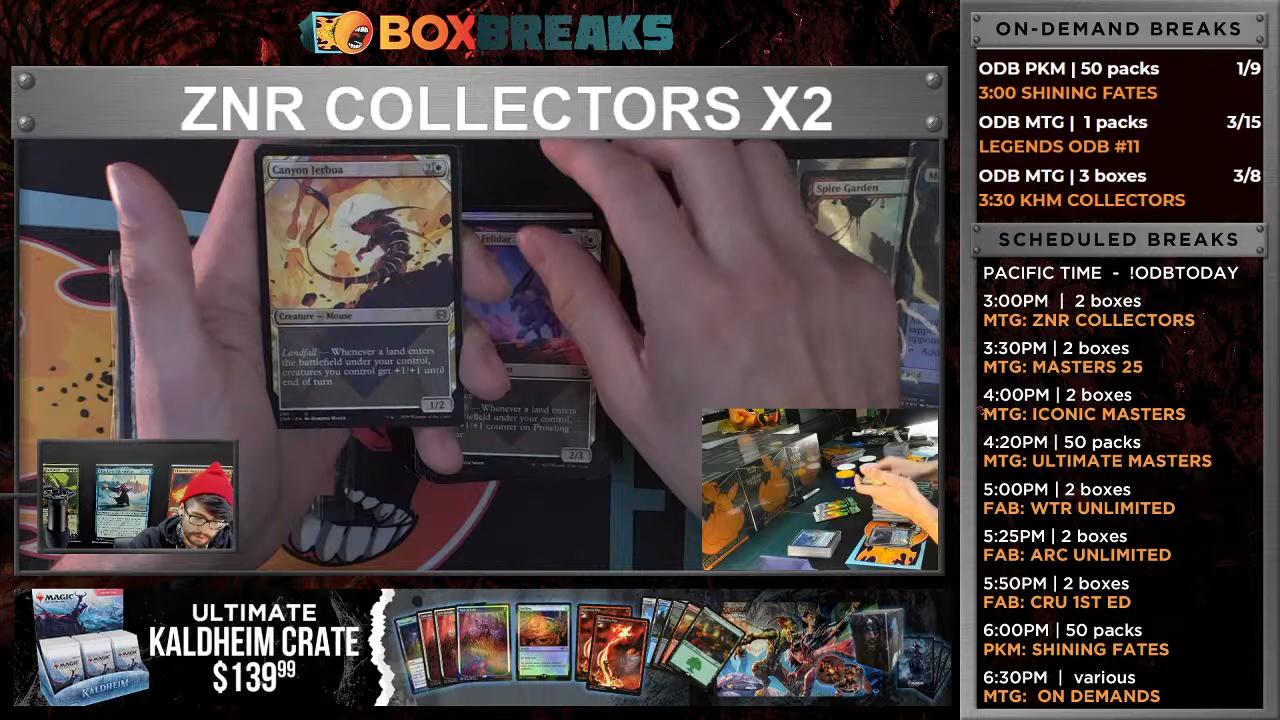 BOXBREAKS
ZNR COLLECTORS X2
Canyon Jerboa
2
Creature — Mouse
Landfall — Whenever a land enters
the battlefield under your control,
creatures you control get +1/+1 until
end of turn.
1/2
Felidar
Whenever a land enters
under your control,
+1/+1 counter on Prowling
2/3
Spire Garden
ULTIMATE
KALDHEIM CRATE
$139.99
MAGIC
KALDHEIM
ON-DEMAND BREAKS
ODB PKM | 50 packs 1/9
3:00 SHINING FATES
ODB MTG | 1 packs 3/15
LEGENDS ODB #11
ODB MTG | 3 boxes 3/8
3:30 KHM COLLECTORS
SCHEDULED BREAKS
PACIFIC TIME - !ODBTODAY
3:00PM | 2 boxes
MTG: ZNR COLLECTORS
3:30PM | 2 boxes
MTG: MASTERS 25
4:00PM | 2 boxes
MTG: ICONIC MASTERS
4:20PM | 50 packs
MTG: ULTIMATE MASTERS
5:00PM | 2 boxes
FAB: WTR UNLIMITED
5:25PM | 2 boxes
FAB: ARC UNLIMITED
5:50PM | 2 boxes
FAB: CRU 1ST ED
6:00PM | 50 packs
PKM: SHINING FATES
6:30PM | various
MTG: ON DEMANDS